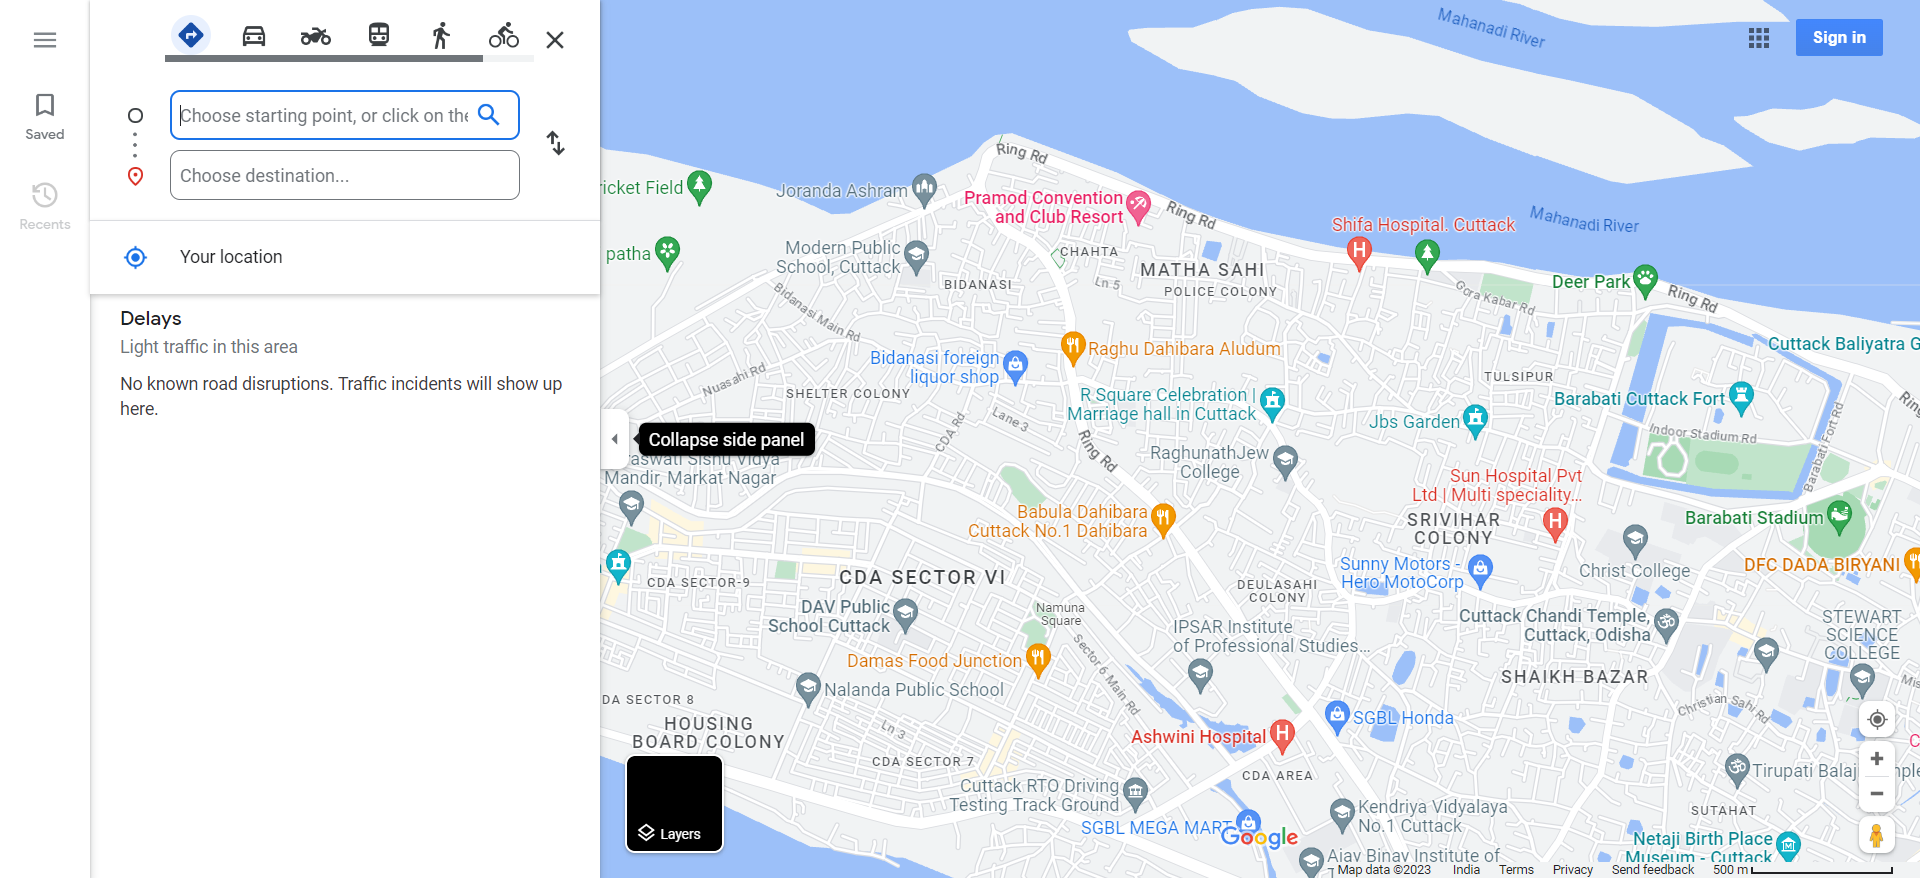 Saved
Recents
Choose starting point, or click on the
Choose destination...
Your location
Delays
Light traffic in this area
No known road disruptions. Traffic incidents will show up
here.
Collapse side panel
Layers
Sign in
Mahanadi River
Mahanadi River
Ring Rd
Ring Rd
Ring Rd
Ring Rd
ricket Field
Joranda Ashram
Pramod Convention
and Club Resort
Shifa Hospital. Cuttack
patha
Modern Public
School, Cuttack
CHAHTA
MATHA SAHI
POLICE COLONY
BIDANASI
Ln 5
Gora Kabar Rd
Deer Park
Bidanasi Main Rd
Raghu Dahibara Aludum
Cuttack Baliyatra G
Bidanasi foreign
liquor shop
Nuasahi Rd
SHELTER COLONY
TULSIPUR
R Square Celebration |
Marriage hall in Cuttack
Barabati Cuttack Fort
Jbs Garden
Indoor Stadium Rd
Barabati Fort Rd
Lane 3
CDA Rd
RaghunathJew
College
raswati Sishu Vidya
Mandir, Markat Nagar
Sun Hospital Pvt
Ltd | Multi speciality...
Babula Dahibara
Cuttack No.1 Dahibara
SRIVIHAR
COLONY
Barabati Stadium
CDA SECTOR-9
CDA SECTOR VI
Sunny Motors -
Hero MotoCorp
Christ College
DFC DADA BIRYANI
DEULASAHI
COLONY
DAV Public
School Cuttack
Namuna
Square
IPSAR Institute
of Professional Studies...
Cuttack Chandi Temple,
Cuttack, Odisha
STEWART
SCIENCE
COLLEGE
Damas Food Junction
Sector 6 Main Rd
SHAIKH BAZAR
Nalanda Public School
DA SECTOR 8
Christian Sahi Rd
Mis
HOUSING
BOARD COLONY
Ln 3
SGBL Honda
Ashwini Hospital
C
CDA SECTOR 7
CDA AREA
Tirupati Balaj
Cuttack RTO Driving
Testing Track Ground
Kendriya Vidyalaya
No.1 Cuttack
SUTAHAT
SGBL MEGA MART
Google
Netaji Birth Place
Museum - Cuttack
Ajay Binay Institute of
Map data ©2023
India
Terms
Privacy
Send feedback
500 m